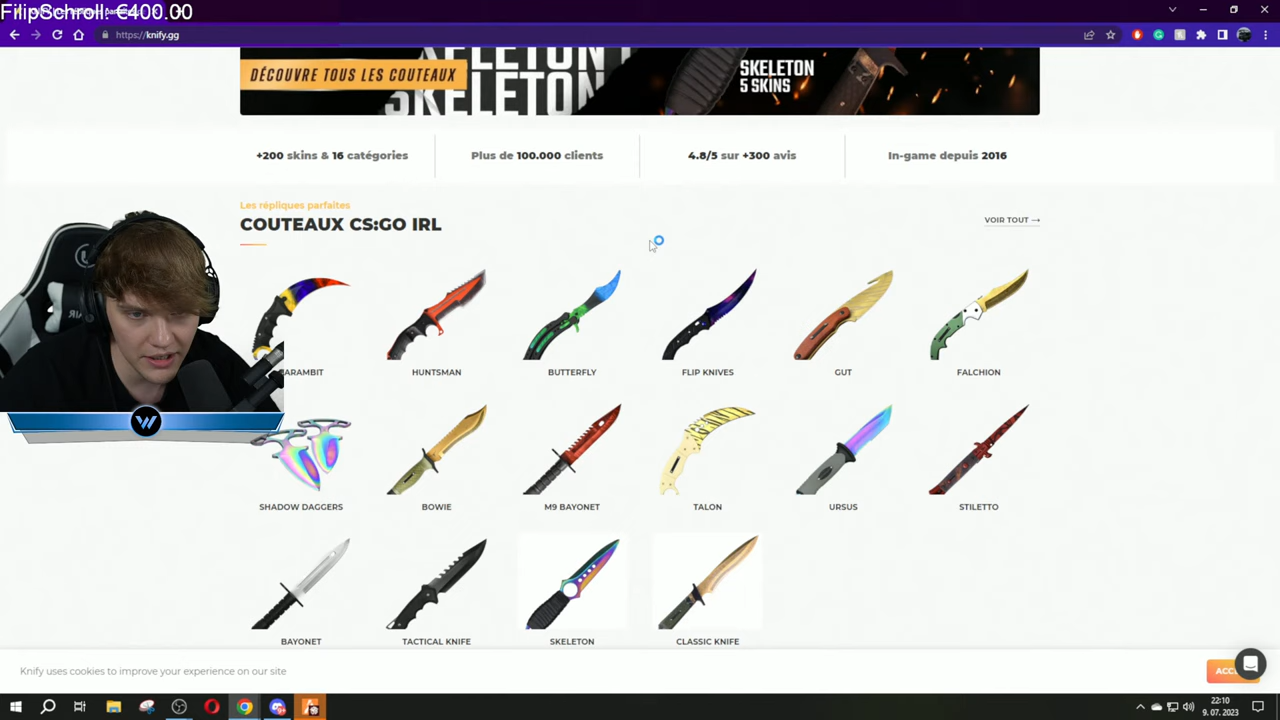 FilipSchroll: €400.00
https://knify.gg
DÉCOUVRE TOUS LES COUTEAUX
SKELETON
SKELETON
SKELETON
5 SKINS
+200 skins & 16 catégories
Plus de 100.000 clients
4.8/5 sur +300 avis
In-game depuis 2016
Les répliques parfaites
COUTEAUX CS:GO IRL
VOIR TOUT →
HUNTSMAN
BUTTERFLY
FLIP KNIVES
GUT
FALCHION
SHADOW DAGGERS
BOWIE
M9 BAYONET
TALON
URSUS
STILETTO
BAYONET
TACTICAL KNIFE
SKELETON
CLASSIC KNIFE
Knify uses cookies to improve your experience on our site
22:10
9. 07. 2023